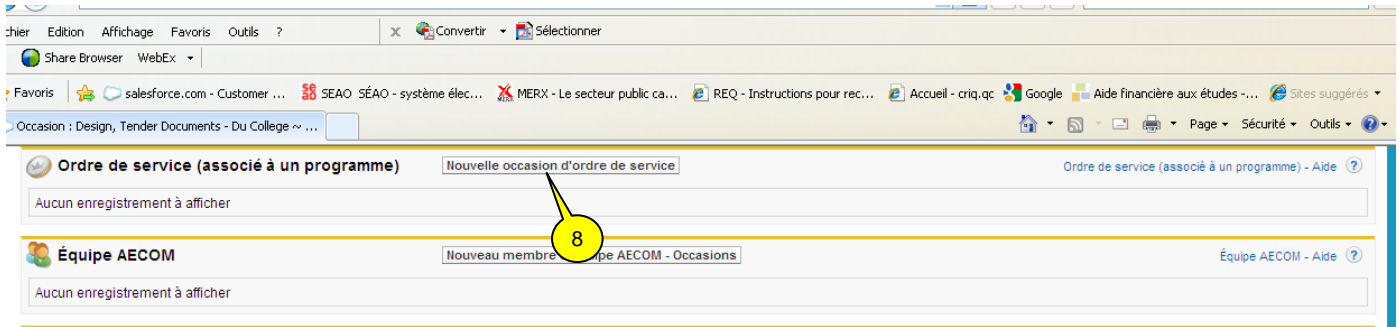 chier Edition Affichage Favoris Outils ? x Convertir Sélectionner
Share Browser WebEx
Favoris salesforce.com - Customer ... SEAO SÉAO - système élec... MERX - Le secteur public ca... REQ - Instructions pour rec... Accueil - criq.qc Google Aide financière aux études -... Sites suggérés
Occasion : Design, Tender Documents - Du College ~ ... Page Sécurité Outils
Ordre de service (associé à un programme) Nouvelle occasion d'ordre de service Ordre de service (associé à un programme) - Aide ?
Aucun enregistrement à afficher
8
Équipe AECOM Nouveau membre ipe AECOM - Occasions Équipe AECOM - Aide ?
Aucun enregistrement à afficher